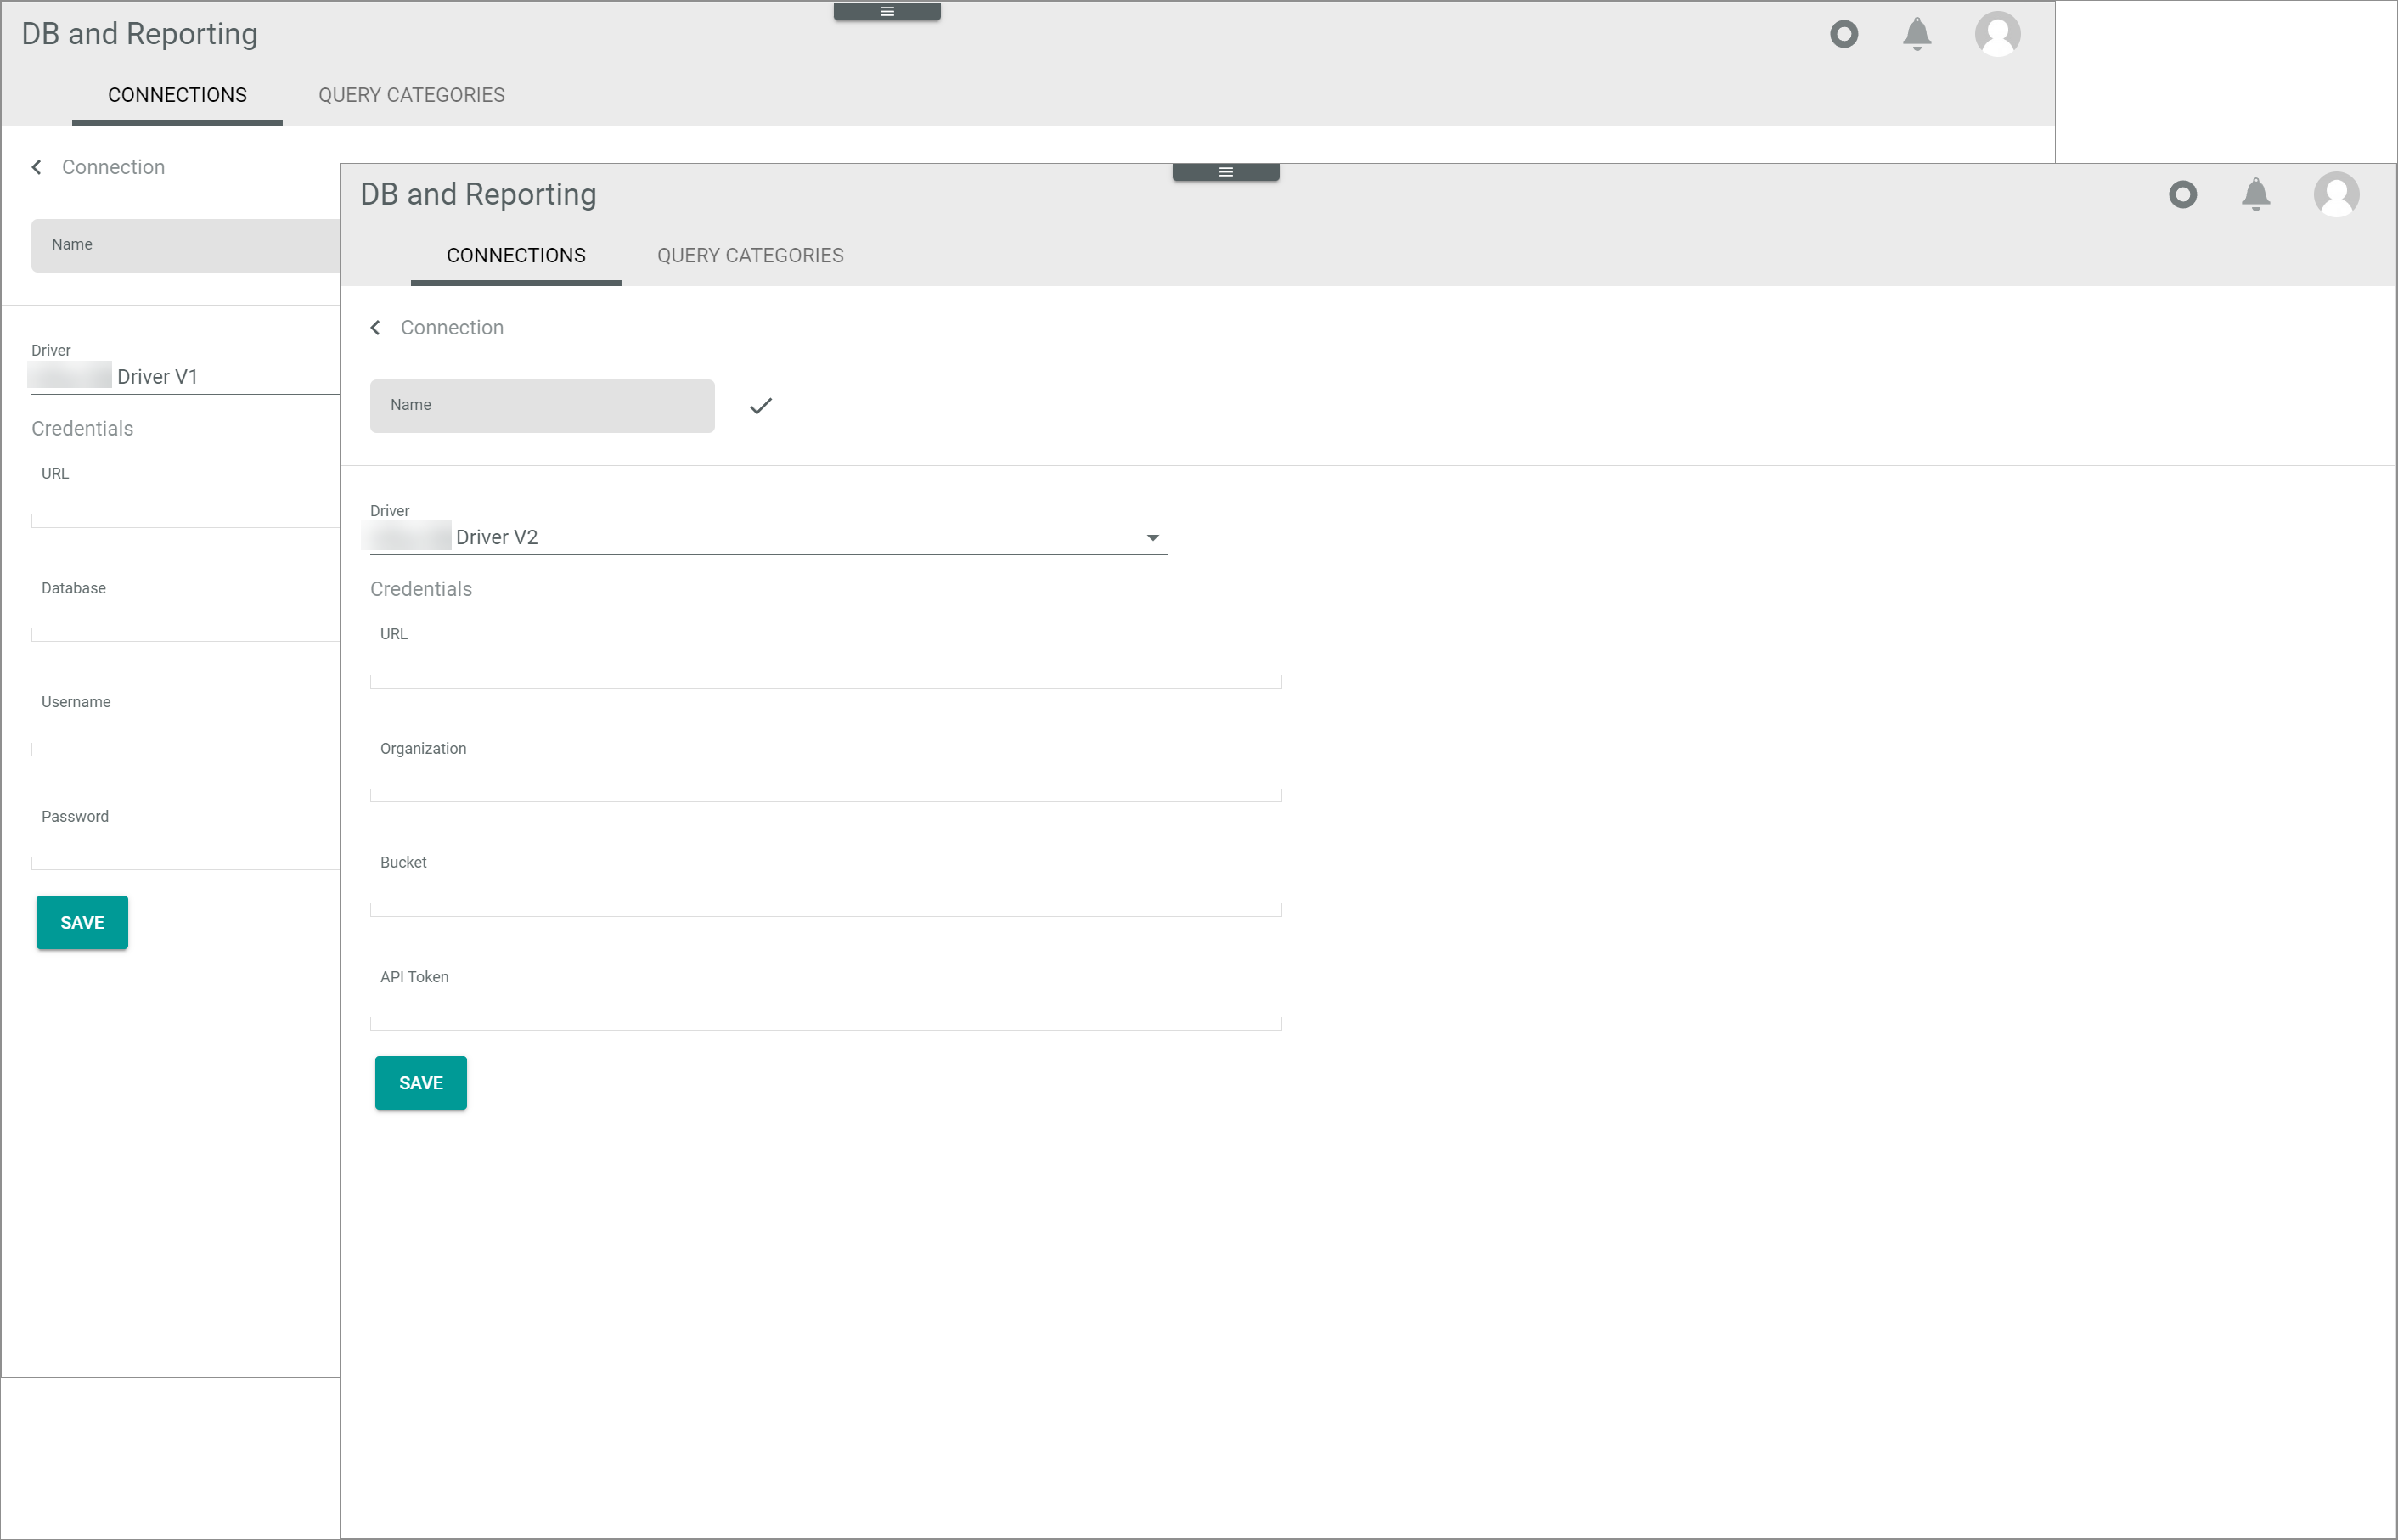 DB and Reporting
CONNECTIONS QUERY CATEGORIES
Connection
Name
Driver
Driver V1
Credentials
URL
Database
Username
Password
SAVE
DB and Reporting
CONNECTIONS QUERY CATEGORIES
Connection
Name
Driver
Driver V2
Credentials
URL
Organization
Bucket
API Token
SAVE